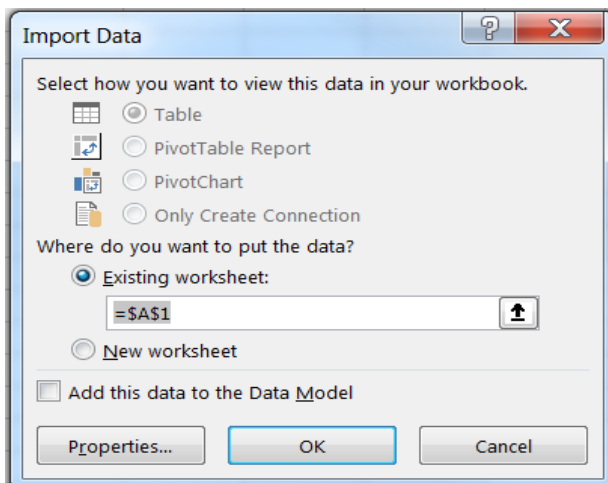 Import Data
?
X
Select how you want to view this data in your workbook.
Table
PivotTable Report
PivotChart
Only Create Connection
Where do you want to put the data?
Existing worksheet:
=$A$1
New worksheet
Add this data to the Data Model
Properties... OK Cancel